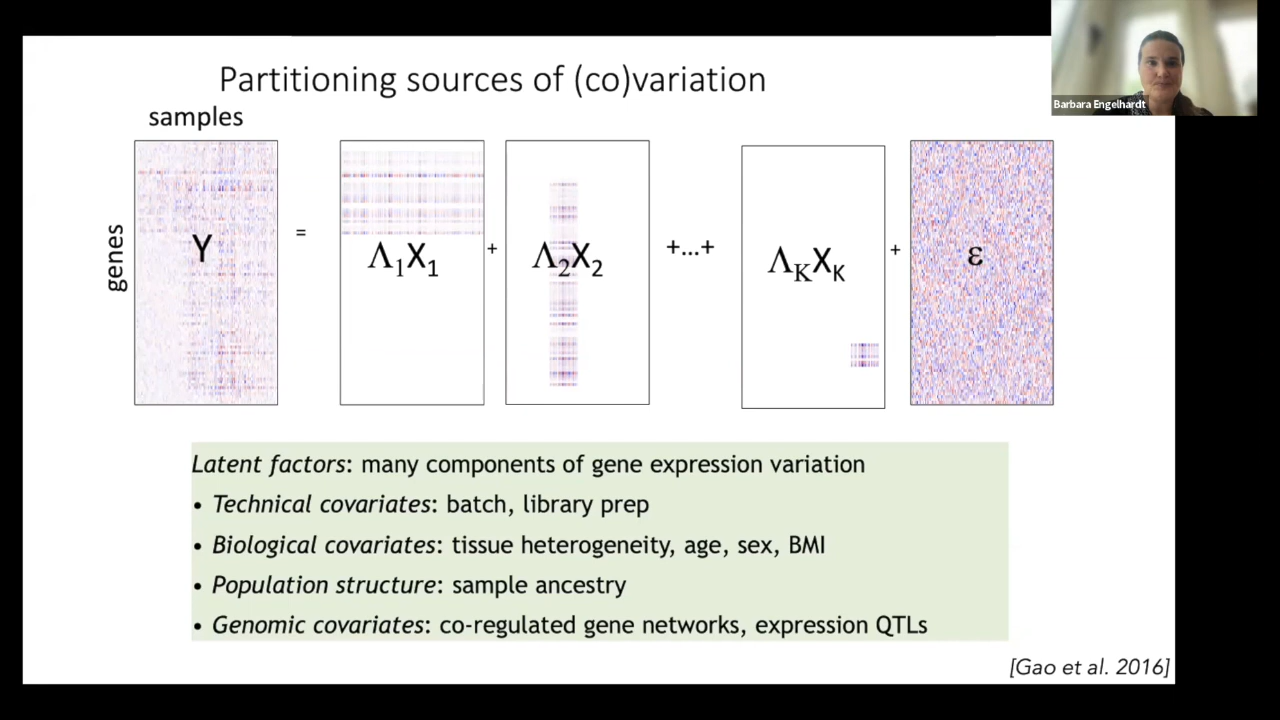 Partitioning sources of (co)variation
Barbara Engelhardt
samples
genes
Y = Λ₁X₁ + Λ₂X₂ +...+ Λ_KX_K + ε
Latent factors: many components of gene expression variation
• Technical covariates: batch, library prep
• Biological covariates: tissue heterogeneity, age, sex, BMI
• Population structure: sample ancestry
• Genomic covariates: co-regulated gene networks, expression QTLs
[Gao et al. 2016]